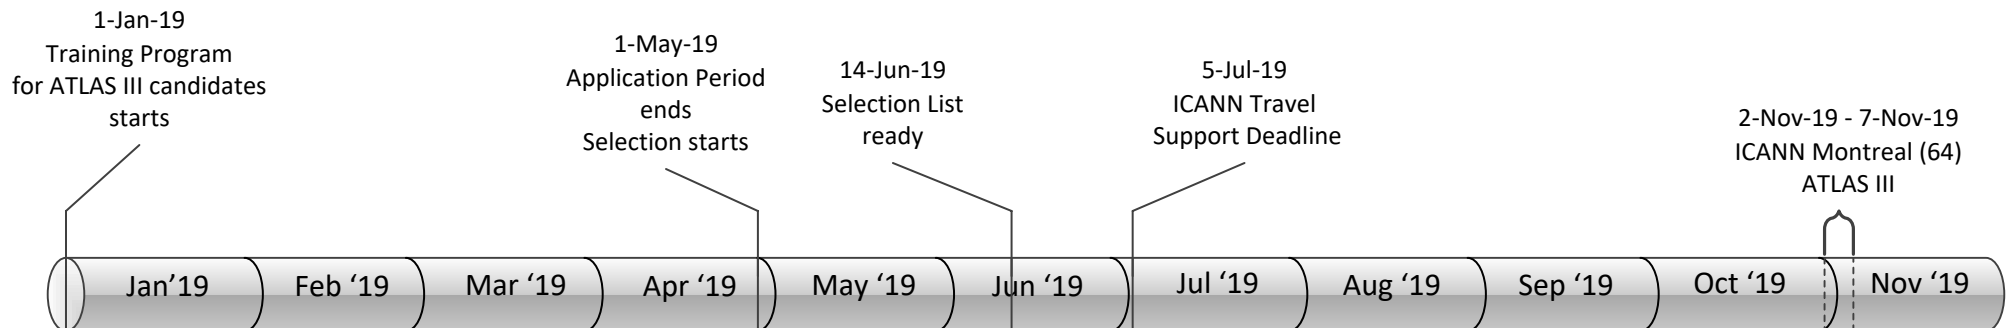 1-Jan-19
Training Program
for ATLAS III candidates
starts
1-May-19
Application Period
ends
Selection starts
14-Jun-19
Selection List
ready
5-Jul-19
ICANN Travel
Support Deadline
2-Nov-19 - 7-Nov-19
ICANN Montreal (64)
ATLAS III
Jan’19
Feb ‘19
Mar ‘19
Apr ‘19
May ‘19
Jun ‘19
Jul ‘19
Aug ‘19
Sep ‘19
Oct ‘19
Nov ‘19